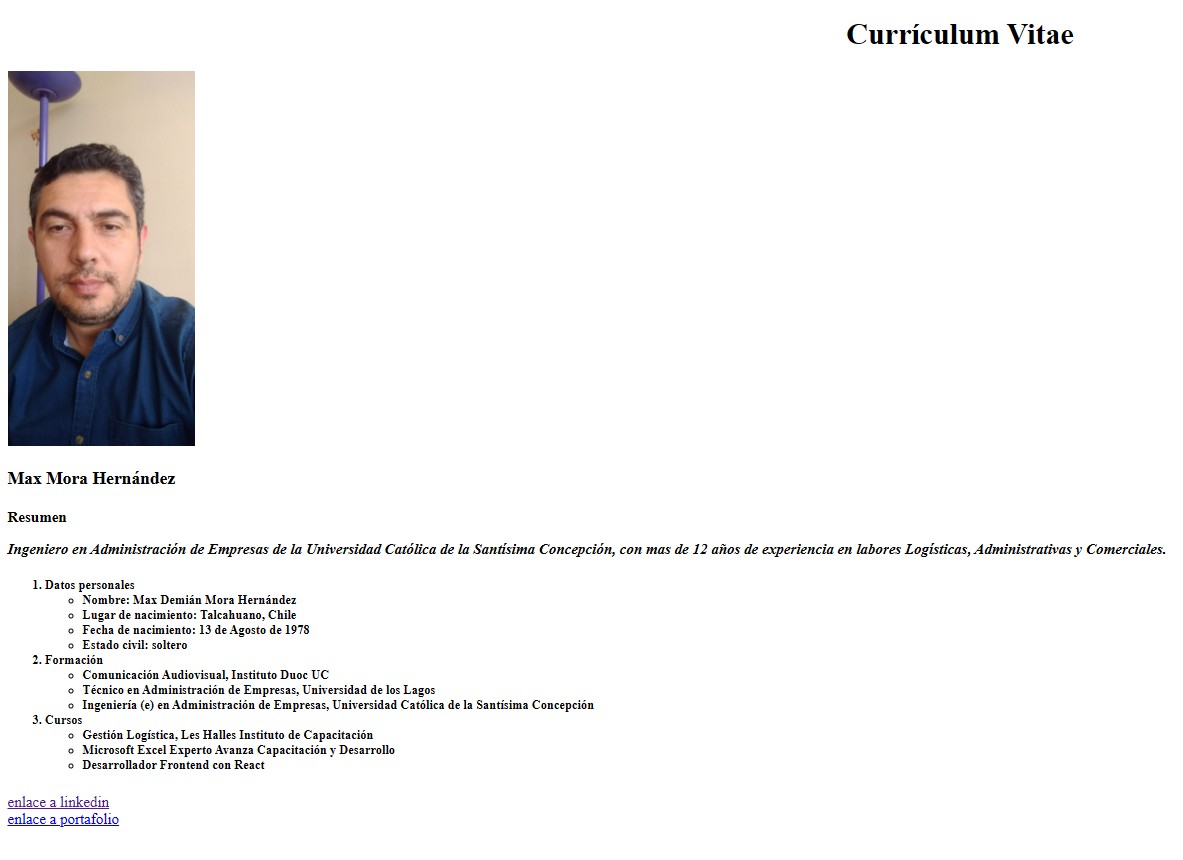 Currículum Vitae
Max Mora Hernández
Resumen
Ingeniero en Administración de Empresas de la Universidad Católica de la Santísima Concepción, con mas de 12 años de experiencia en labores Logísticas, Administrativas y Comerciales.
1. Datos personales
◦ Nombre: Max Demián Mora Hernández
◦ Lugar de nacimiento: Talcahuano, Chile
◦ Fecha de nacimiento: 13 de Agosto de 1978
◦ Estado civil: soltero
2. Formación
◦ Comunicación Audiovisual, Instituto Duoc UC
◦ Técnico en Administración de Empresas, Universidad de los Lagos
◦ Ingeniería (e) en Administración de Empresas, Universidad Católica de la Santísima Concepción
3. Cursos
◦ Gestión Logística, Les Halles Instituto de Capacitación
◦ Microsoft Excel Experto Avanza Capacitación y Desarrollo
◦ Desarrollador Frontend con React
enlace a linkedin
enlace a portafolio